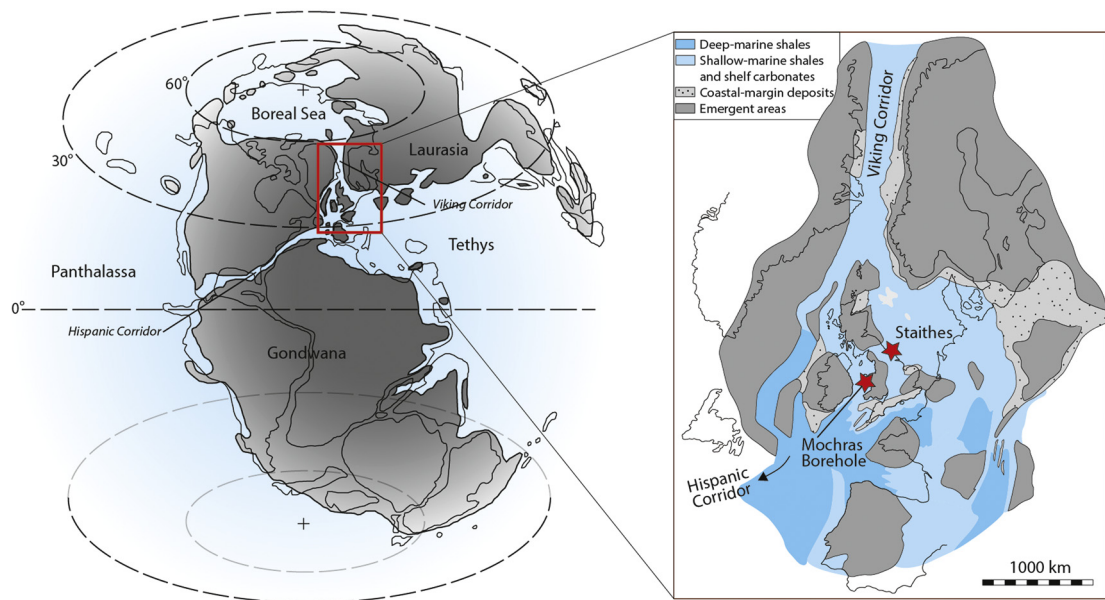 60°
Boreal Sea
30°
Laurasia
Viking Corridor
Tethys
Panthalassa
0°
Hispanic Corridor
Gondwana
Deep-marine shales
Shallow-marine shales
and shelf carbonates
Coastal-margin deposits
Emergent areas
Viking Corridor
Staithes
Mochras
Borehole
Hispanic
Corridor
1000 km